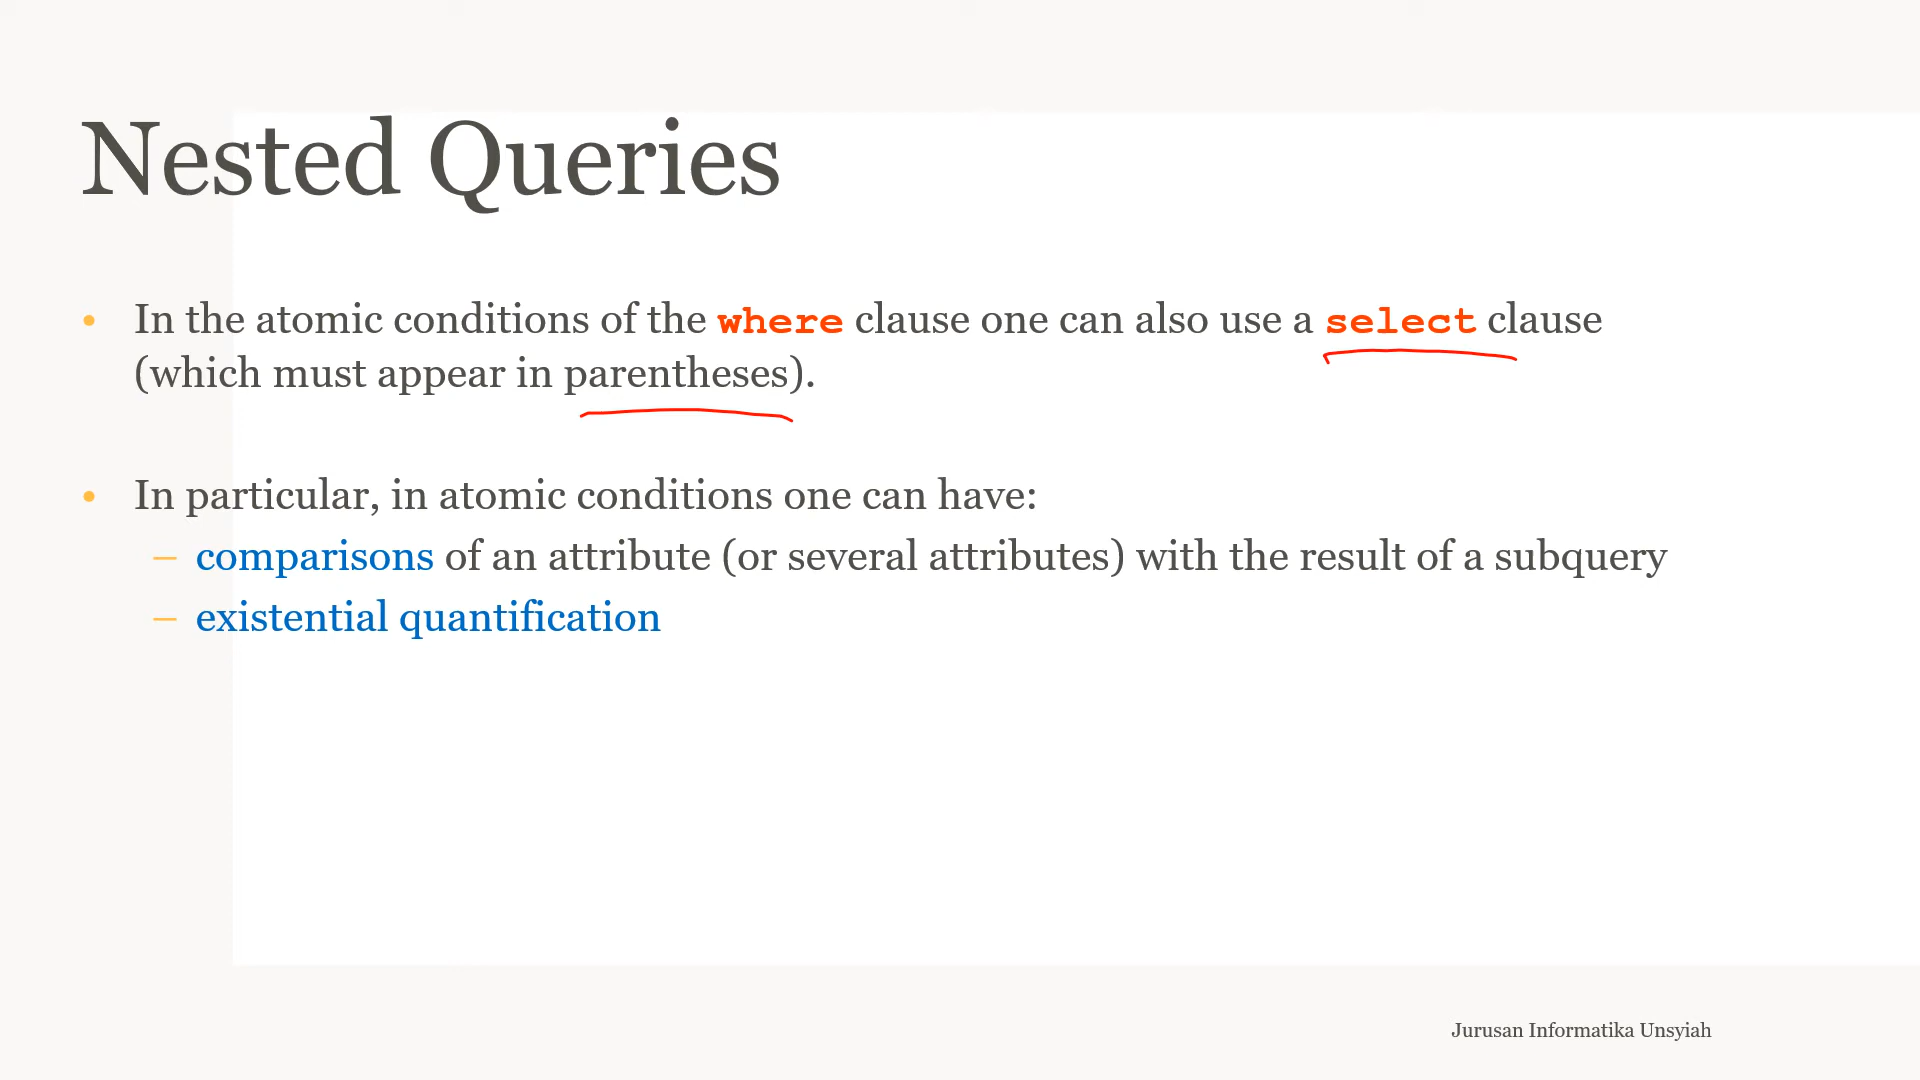 Nested Queries
• In the atomic conditions of the where clause one can also use a select clause
(which must appear in parentheses).
• In particular, in atomic conditions one can have:
– comparisons of an attribute (or several attributes) with the result of a subquery
– existential quantification
Jurusan Informatika Unsyiah